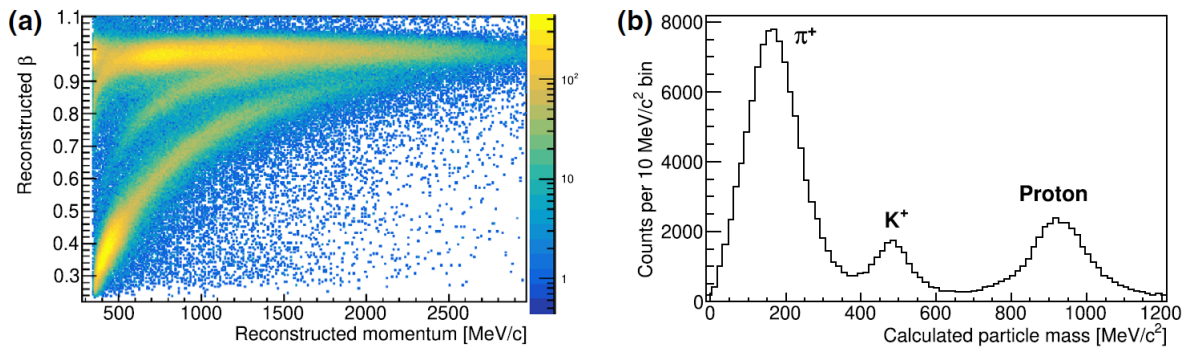 (a)
Reconstructed β
1.1
1
0.9
0.8
0.7
0.6
0.5
0.4
0.3
500 1000 1500 2000 2500
Reconstructed momentum [MeV/c]
10²
10
1
(b)
Counts per 10 MeV/c² bin
8000
6000
4000
2000
0
π⁺
K⁺
Proton
0 200 400 600 800 1000 1200
Calculated particle mass [MeV/c²]